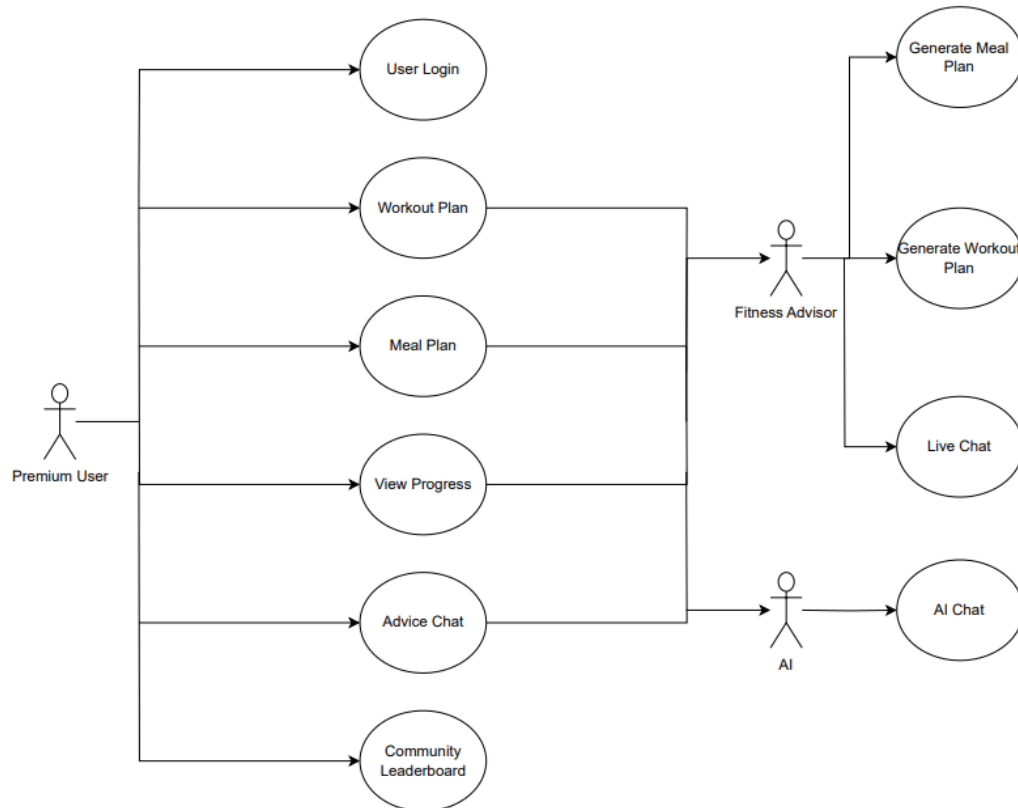 User Login
Workout Plan
Meal Plan
Premium User
View Progress
Advice Chat
Community
Leaderboard
Fitness Advisor
AI
Generate Meal
Plan
Generate Workout
Plan
Live Chat
AI Chat